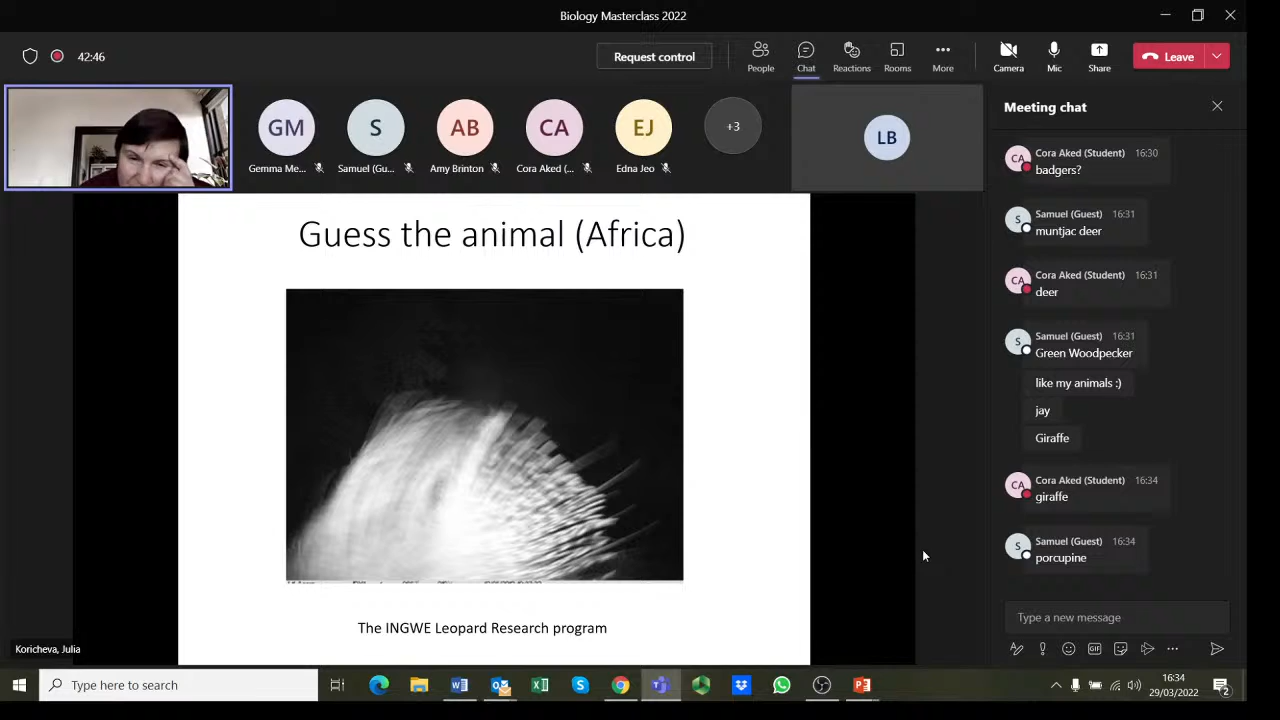 Biology Masterclass 2022
42:46
Request control
People
Chat
Reactions
Rooms
More
Camera
Mic
Share
Leave
GM
S
AB
CA
EJ
+3
LB
Gemma Me...
Samuel (Gu...
Amy Brinton
Cora Aked (...
Edna Jeo
Meeting chat
CA
Cora Aked (Student) 16:30
badgers?
S
Samuel (Guest) 16:31
muntjac deer
CA
Cora Aked (Student) 16:31
deer
S
Samuel (Guest) 16:31
Green Woodpecker
like my animals :)
jay
Giraffe
CA
Cora Aked (Student) 16:34
giraffe
S
Samuel (Guest) 16:34
porcupine
Type a new message
GIF
Guess the animal (Africa)
The INGWE Leopard Research program
Koricheva, Julia
Type here to search
16:34
29/03/2022
2